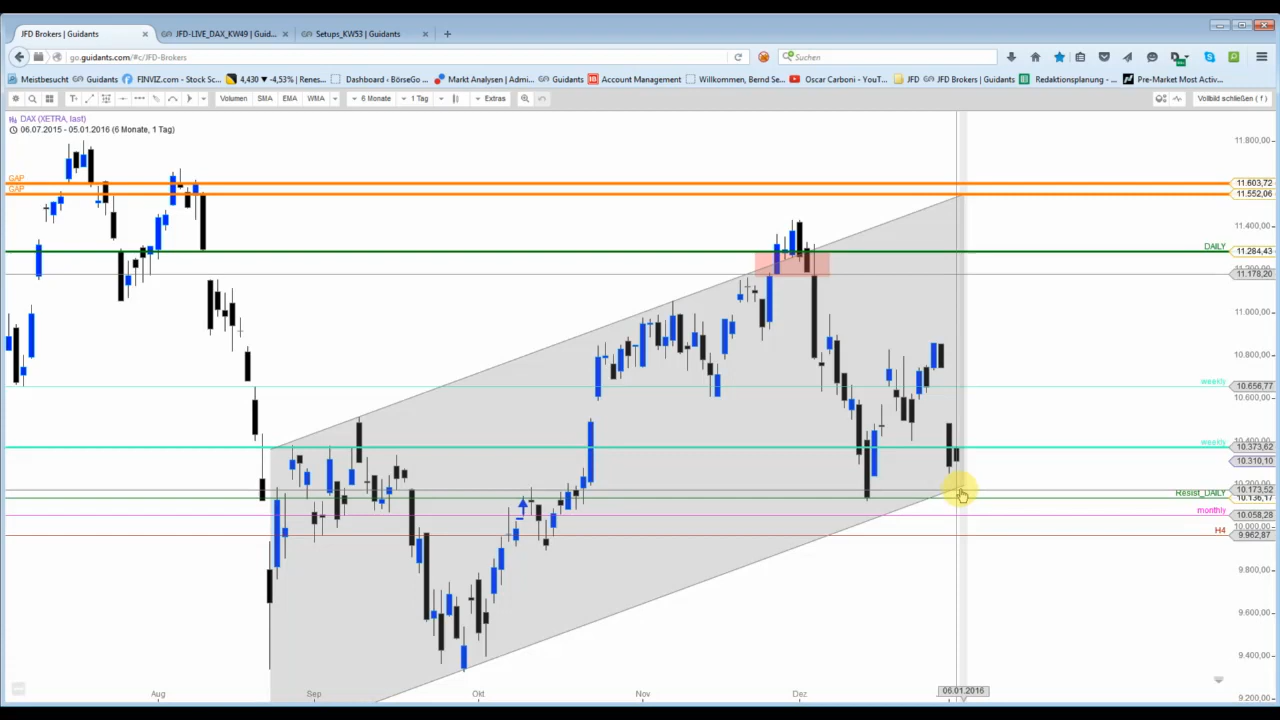 JFD Brokers | Guidants
JFD-LIVE_DAX_KW49 | Guid...
Setups_KW53 | Guidants
go.guidants.com/#c/JFD-Brokers
Suchen
Meistbesucht
Guidants
FINVIZ.com - Stock Sc...
4,430 ▼ -4,53% | Renes...
Dashboard ‹ BörseGo ...
Markt Analysen | Admi...
Guidants
Account Management
Willkommen, Bernd Se...
Oscar Carboni - YouT...
JFD
JFD Brokers | Guidants
Redaktionsplanung - ...
Pre-Market Most Activ...
Volumen
SMA
EMA
WMA
6 Monate
1 Tag
Extras
Vollbild schließen ( f )
DAX (XETRA, last)
06.07.2015 - 05.01.2016 (6 Monate, 1 Tag)
11.800,00
GAP
11.603,72
GAP
11.552,06
11.400,00
DAILY
11.284,43
11.178,20
11.000,00
10.800,00
weekly
10.656,77
10.600,00
weekly
10.373,62
10.310,10
10.173,52
Resist_DAILY
10.136,17
monthly
10.058,28
10.000,00
H4
9.962,87
9.800,00
9.600,00
9.400,00
9.200,00
Aug
Sep
Okt
Nov
Dez
06.01.2016